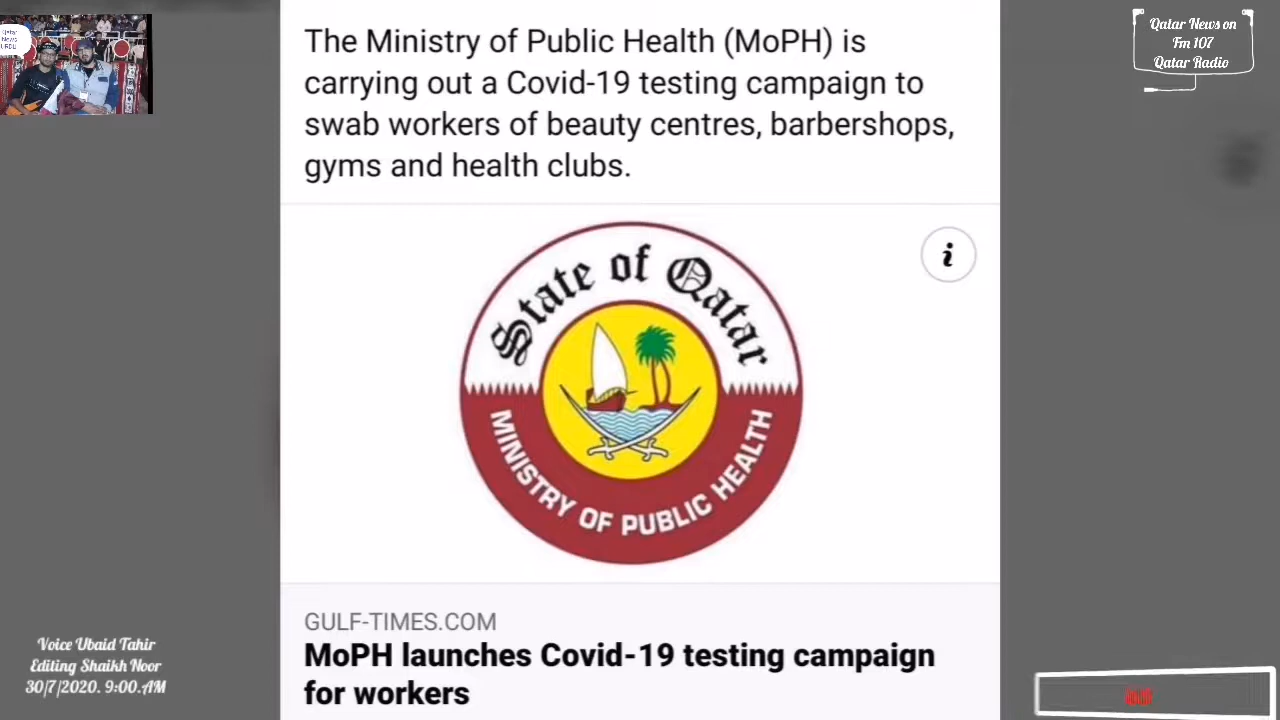 Qatar
News
URDU
Qatar News on
Fm 107
Qatar Radio
The Ministry of Public Health (MoPH) is
carrying out a Covid-19 testing campaign to
swab workers of beauty centres, barbershops,
gyms and health clubs.
i
State of Qatar
MINISTRY OF PUBLIC HEALTH
GULF-TIMES.COM
MoPH launches Covid-19 testing campaign
for workers
Voice Ubaid Tahir
Editing Shaikh Noor
30/7/2020. 9:00.AM